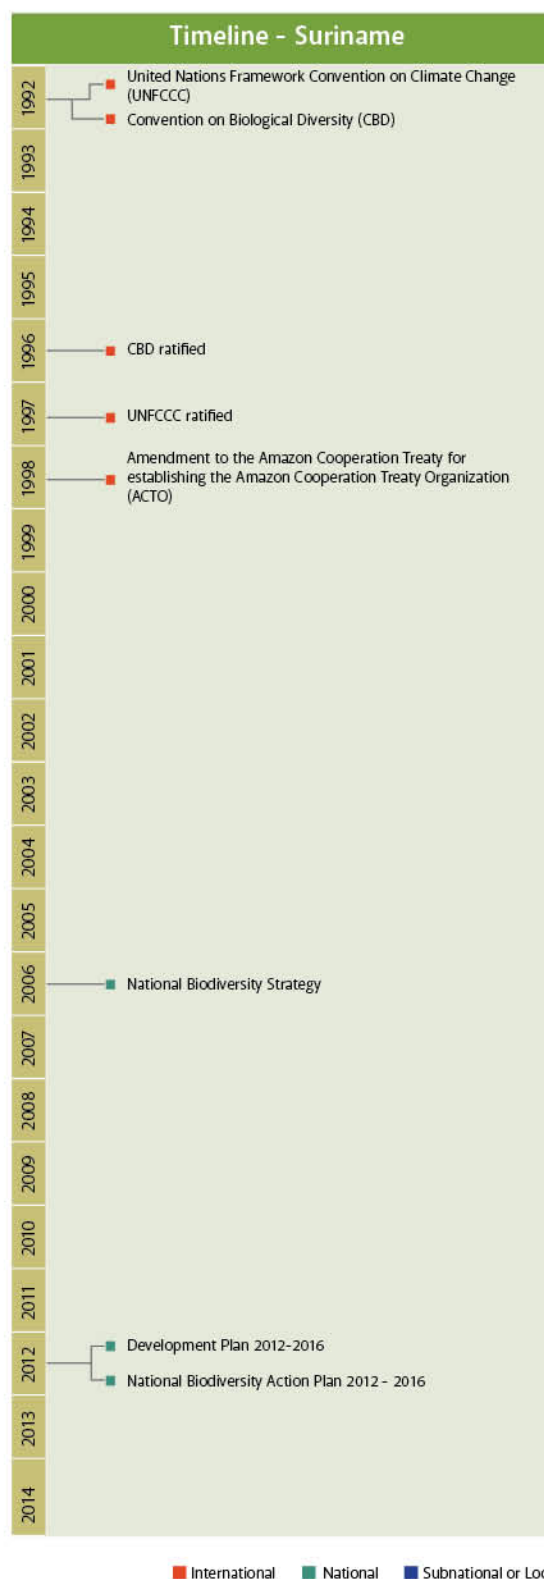 Timeline - Suriname
1992
United Nations Framework Convention on Climate Change
(UNFCCC)
Convention on Biological Diversity (CBD)
1993
1994
1995
1996
CBD ratified
1997
UNFCCC ratified
1998
Amendment to the Amazon Cooperation Treaty for
establishing the Amazon Cooperation Treaty Organization
(ACTO)
1999
2000
2001
2002
2003
2004
2005
2006
National Biodiversity Strategy
2007
2008
2009
2010
2011
2012
Development Plan 2012-2016
National Biodiversity Action Plan 2012 - 2016
2013
2014
International National Subnational or